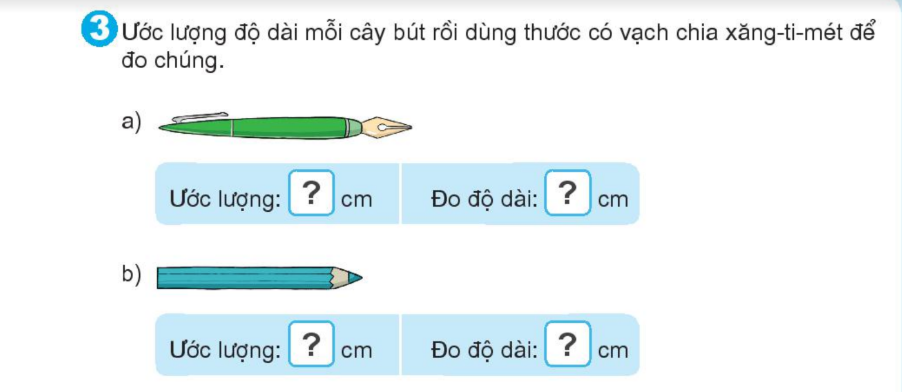 3 Ước lượng độ dài mỗi cây bút rồi dùng thước có vạch chia xăng-ti-mét để
đo chúng.
a)
Ước lượng: ? cm Đo độ dài: ? cm
b)
Ước lượng: ? cm Đo độ dài: ? cm